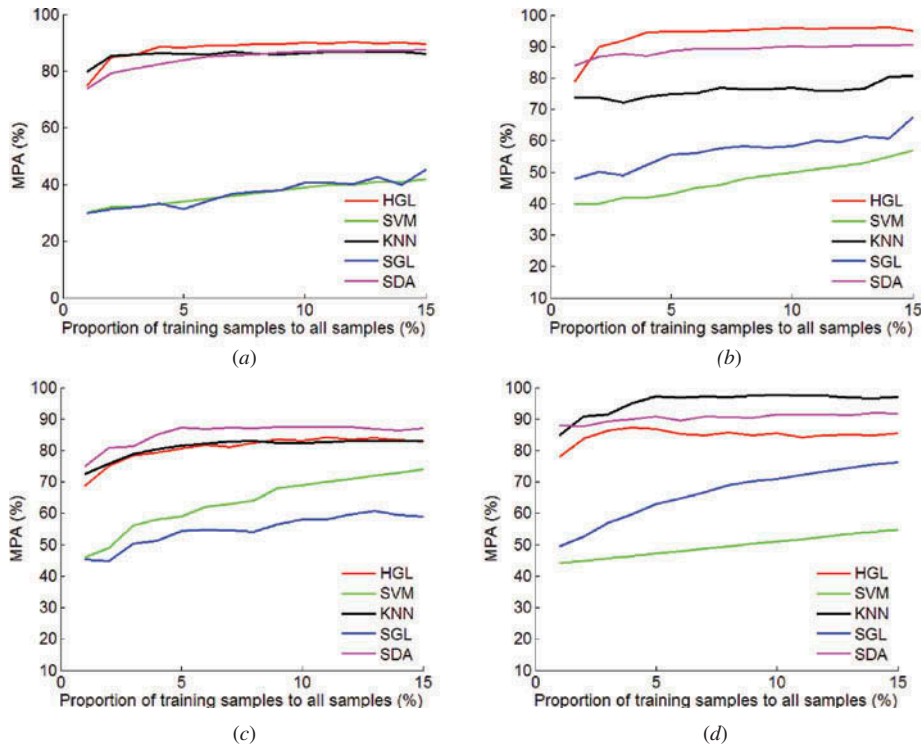 100
80
60
40
20
0
MPA (%)
HGL
SVM
KNN
SGL
SDA
0 5 10 15
Proportion of training samples to all samples (%)
(a)
100
90
80
70
60
50
40
30
20
10
MPA (%)
HGL
SVM
KNN
SGL
SDA
0 5 10 15
Proportion of training samples to all samples (%)
(b)
100
90
80
70
60
50
40
30
20
10
MPA (%)
HGL
SVM
KNN
SGL
SDA
0 5 10 15
Proportion of training samples to all samples (%)
(c)
100
90
80
70
60
50
40
30
20
10
MPA (%)
HGL
SVM
KNN
SGL
SDA
0 5 10 15
Proportion of training samples to all samples (%)
(d)